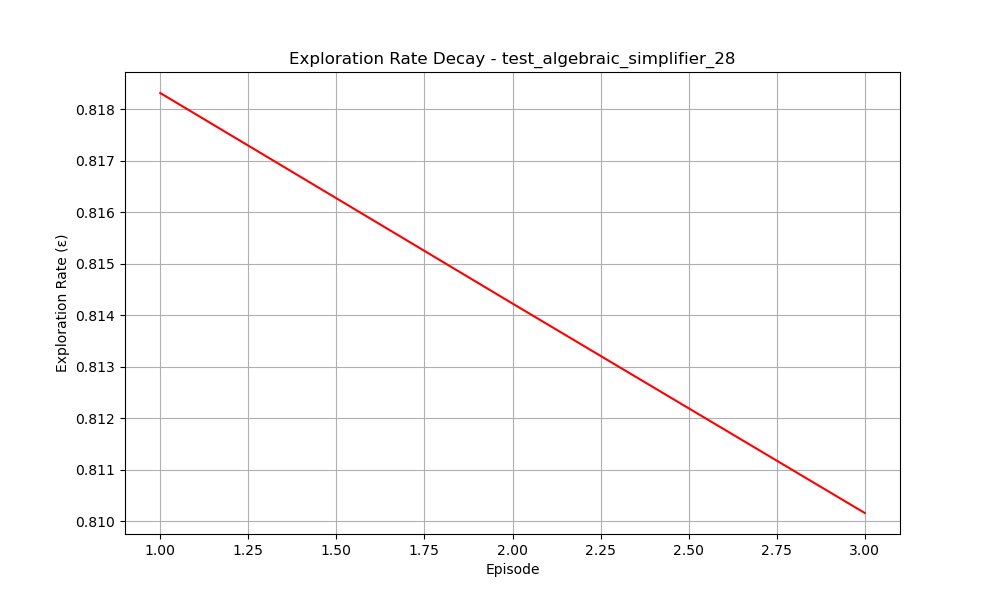 Exploration Rate Decay - test_algebraic_simplifier_28
Exploration Rate (ε)
0.818
0.817
0.816
0.815
0.814
0.813
0.812
0.811
0.810
1.00 1.25 1.50 1.75 2.00 2.25 2.50 2.75 3.00
Episode